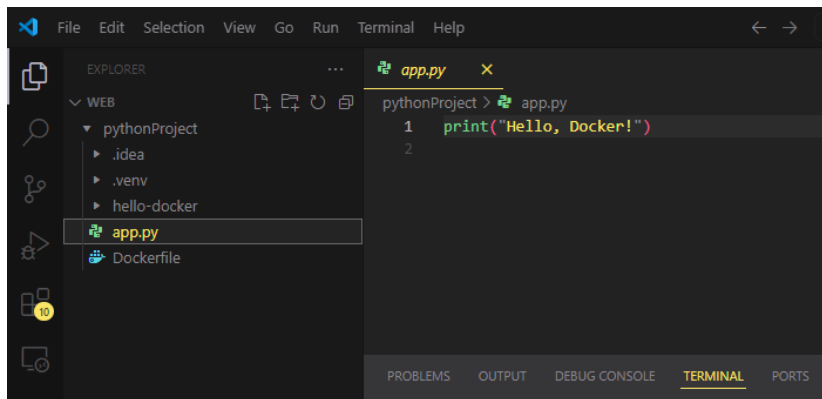 File Edit Selection View Go Run Terminal Help
EXPLORER
WEB
pythonProject
.idea
.venv
hello-docker
app.py
Dockerfile
app.py
pythonProject > app.py
1 print("Hello, Docker!")
2
10
PROBLEMS OUTPUT DEBUG CONSOLE TERMINAL PORTS